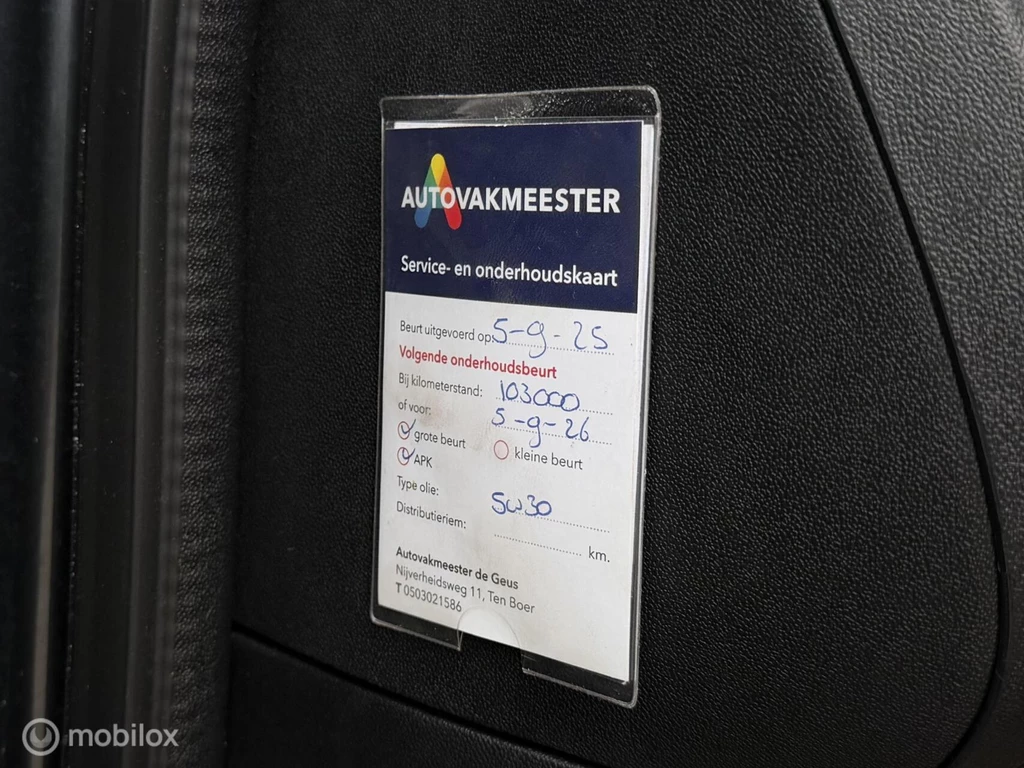 AUTOVAKMEESTER
Service- en onderhoudskaart
Beurt uitgevoerd op: 5-9-25
Volgende onderhoudsbeurt
Bij kilometerstand: 103000
of voor: 5-9-26
grote beurt kleine beurt
APK
Type olie: 5w30
Distributieriem: km.
Autovakmeester de Geus
Nijverheidsweg 11, Ten Boer
T 0503021586
mobilox